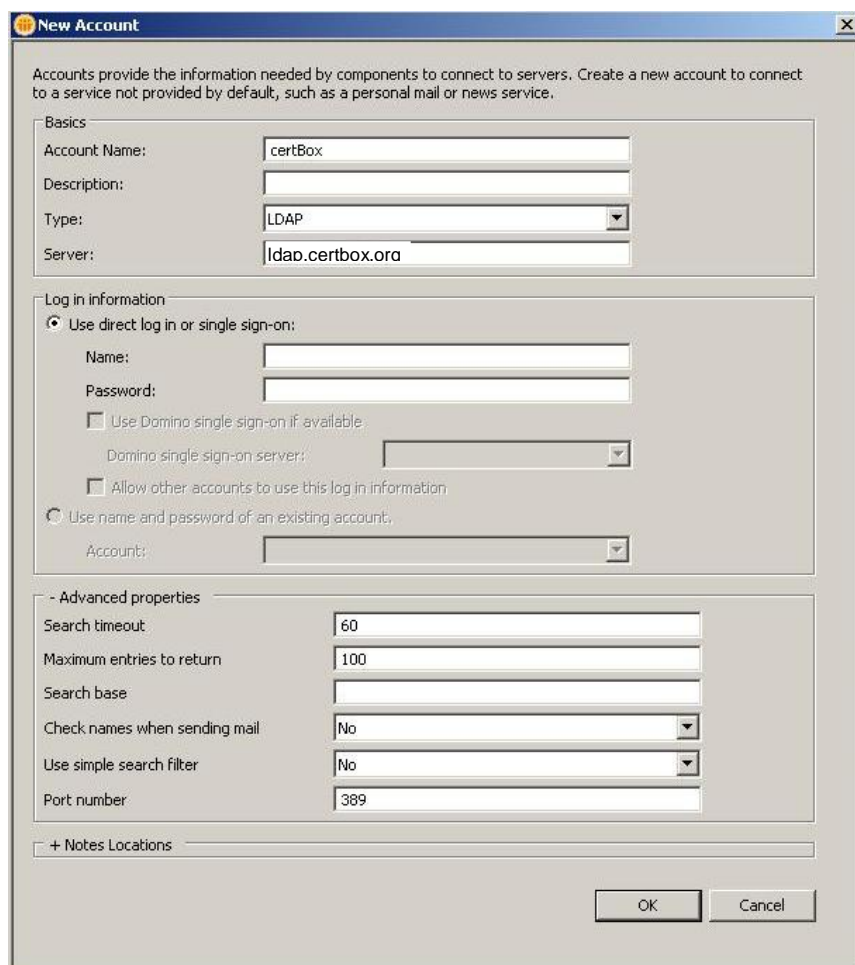 New Account
Accounts provide the information needed by components to connect to servers. Create a new account to connect
to a service not provided by default, such as a personal mail or news service.
Basics
Account Name: certBox
Description:
Type: LDAP
Server: ldap.certbox.org
Log in information
Use direct log in or single sign-on:
Name:
Password:
Use Domino single sign-on if available
Domino single sign-on server:
Allow other accounts to use this log in information
Use name and password of an existing account.
Account:
- Advanced properties
Search timeout 60
Maximum entries to return 100
Search base
Check names when sending mail No
Use simple search filter No
Port number 389
+ Notes Locations
OK Cancel